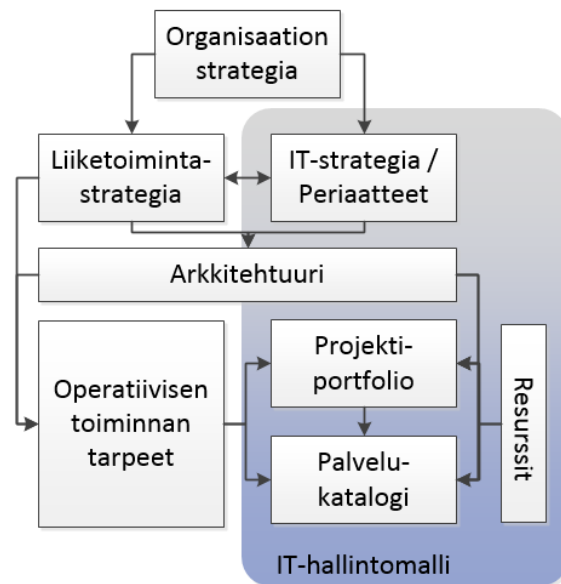 Organisaation
strategia
Liiketoiminta-
strategia
IT-strategia /
Periaatteet
Arkkitehtuuri
Operatiivisen
toiminnan
tarpeet
Projekti-
portfolio
Palvelu-
katalogi
Resurssit
IT-hallintomalli